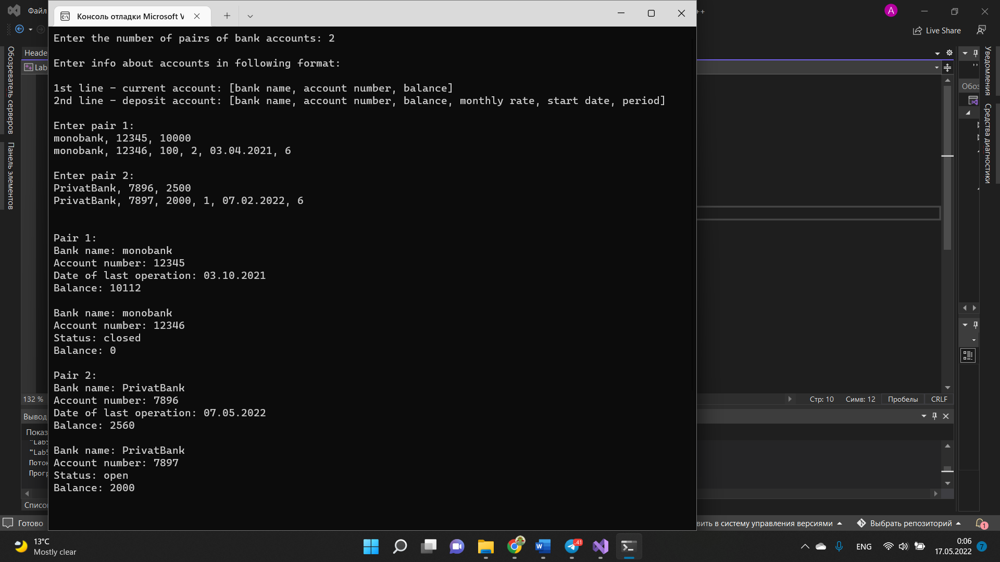 Файл
Консоль отладки Microsoft V
++
A
Live Share
Обозреватель серверов
Панель элементов
Heade
Lab
Enter the number of pairs of bank accounts: 2
Enter info about accounts in following format:
1st line - current account: [bank name, account number, balance]
2nd line - deposit account: [bank name, account number, balance, monthly rate, start date, period]
Enter pair 1:
monobank, 12345, 10000
monobank, 12346, 100, 2, 03.04.2021, 6
Enter pair 2:
PrivatBank, 7896, 2500
PrivatBank, 7897, 2000, 1, 07.02.2022, 6
Pair 1:
Bank name: monobank
Account number: 12345
Date of last operation: 03.10.2021
Balance: 10112
Bank name: monobank
Account number: 12346
Status: closed
Balance: 0
Pair 2:
Bank name: PrivatBank
Account number: 7896
Date of last operation: 07.05.2022
Balance: 2560
Bank name: PrivatBank
Account number: 7897
Status: open
Balance: 2000
Обоз
Уведомления
Средства диагностики
132 %
Стр: 10 Симв: 12 Пробелы CRLF
Вывод
Показ
"Lab5
"Lab5
Поток
Прогр
Списо
Готово
вить в систему управления версиями
Выбрать репозиторий
1
13°C
Mostly clear
41
ENG
0:06
17.05.2022
7